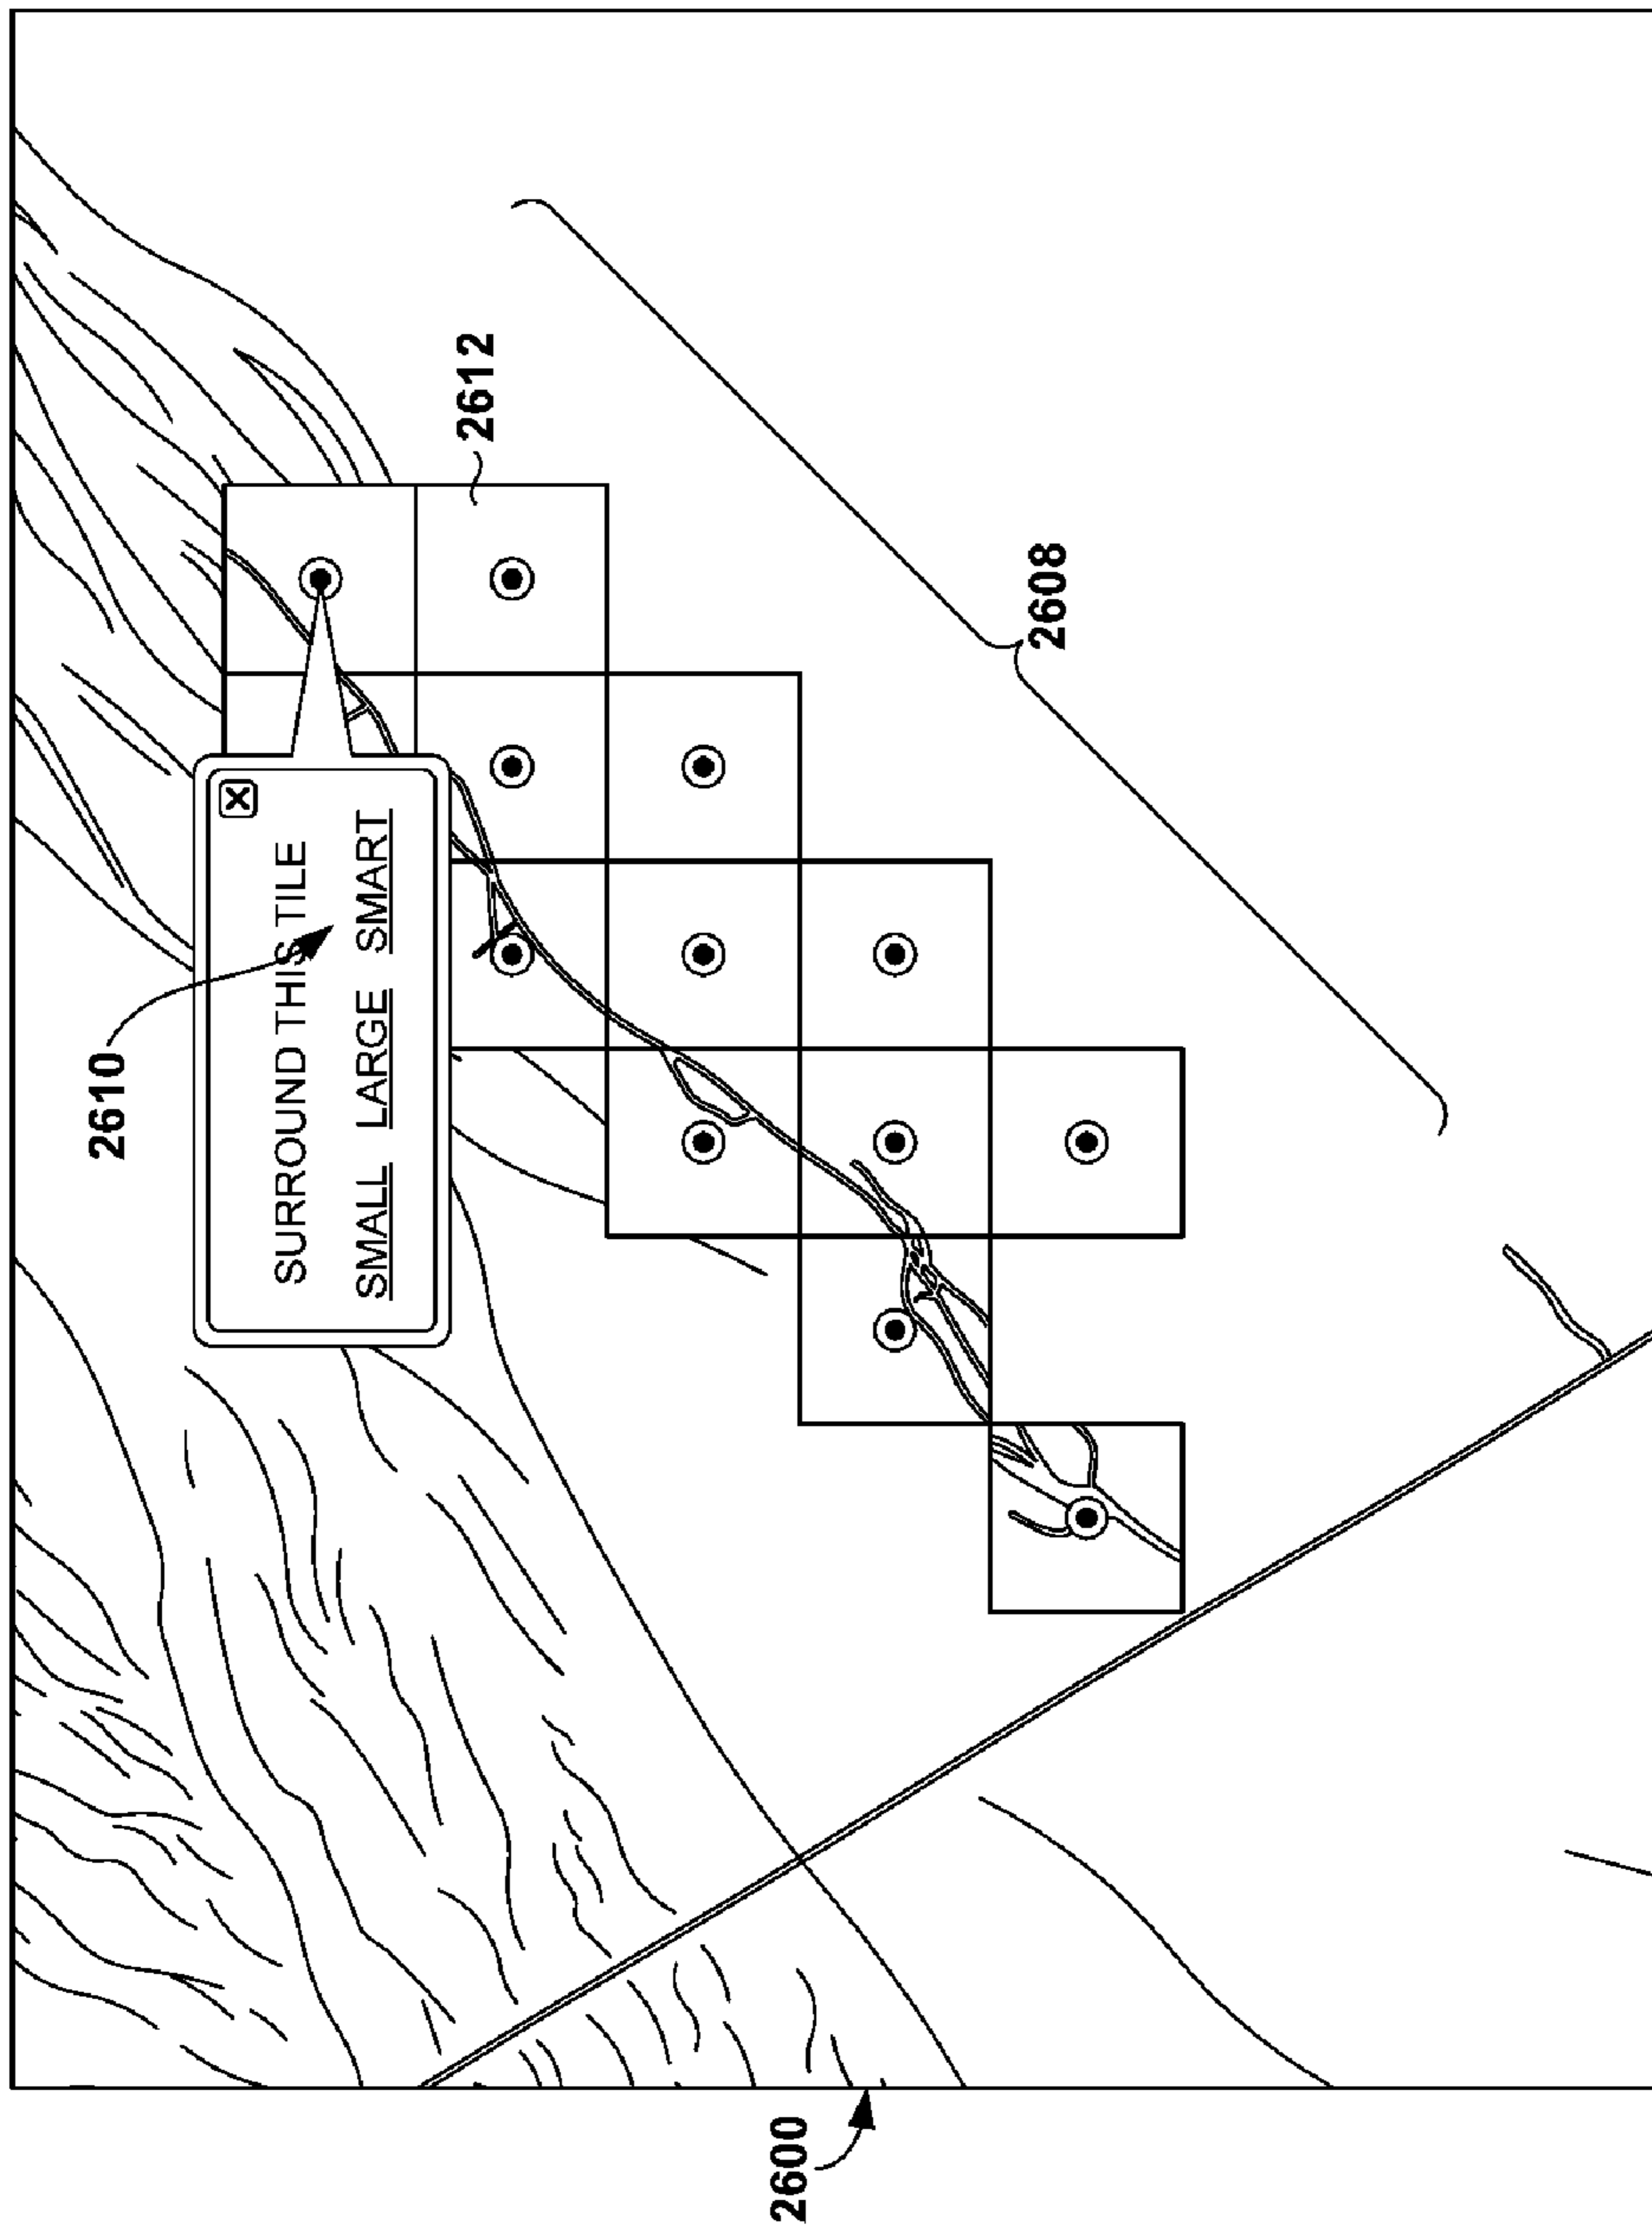 2610
SURROUND THIS TILE
SMALL LARGE SMART
X
2612
2608
2600